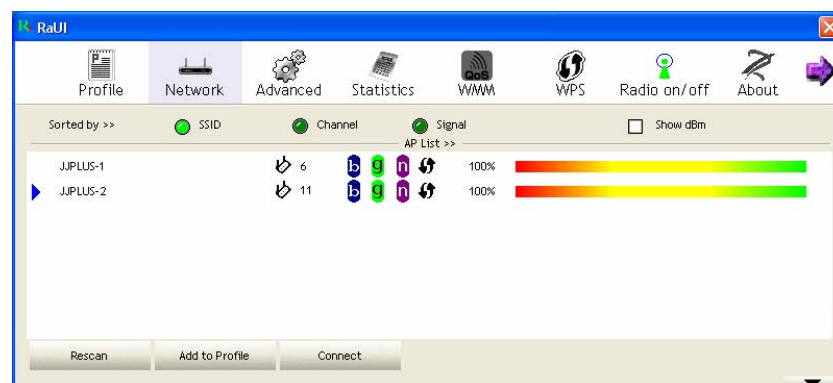 RaUI
Profile Network Advanced Statistics QoS WMM WPS Radio on/off About
Sorted by >> SSID Channel Signal Show dBm
AP List >>
JJPLUS-1 6 b g n 100%
JJPLUS-2 11 b g n 100%
Rescan Add to Profile Connect